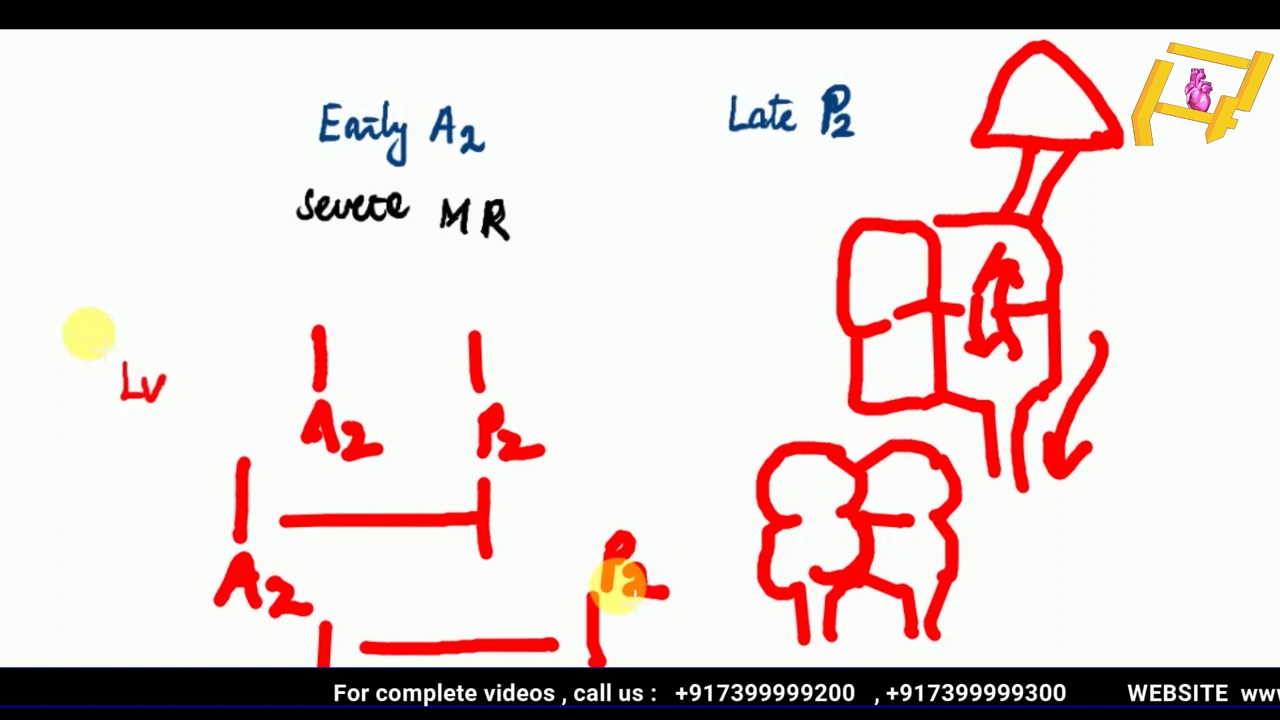 Early A2
Late P2
Severe MR
LV
A2
P2
A2
P2
For complete videos , call us :   +917399999200   , +917399999300   WEBSITE  www